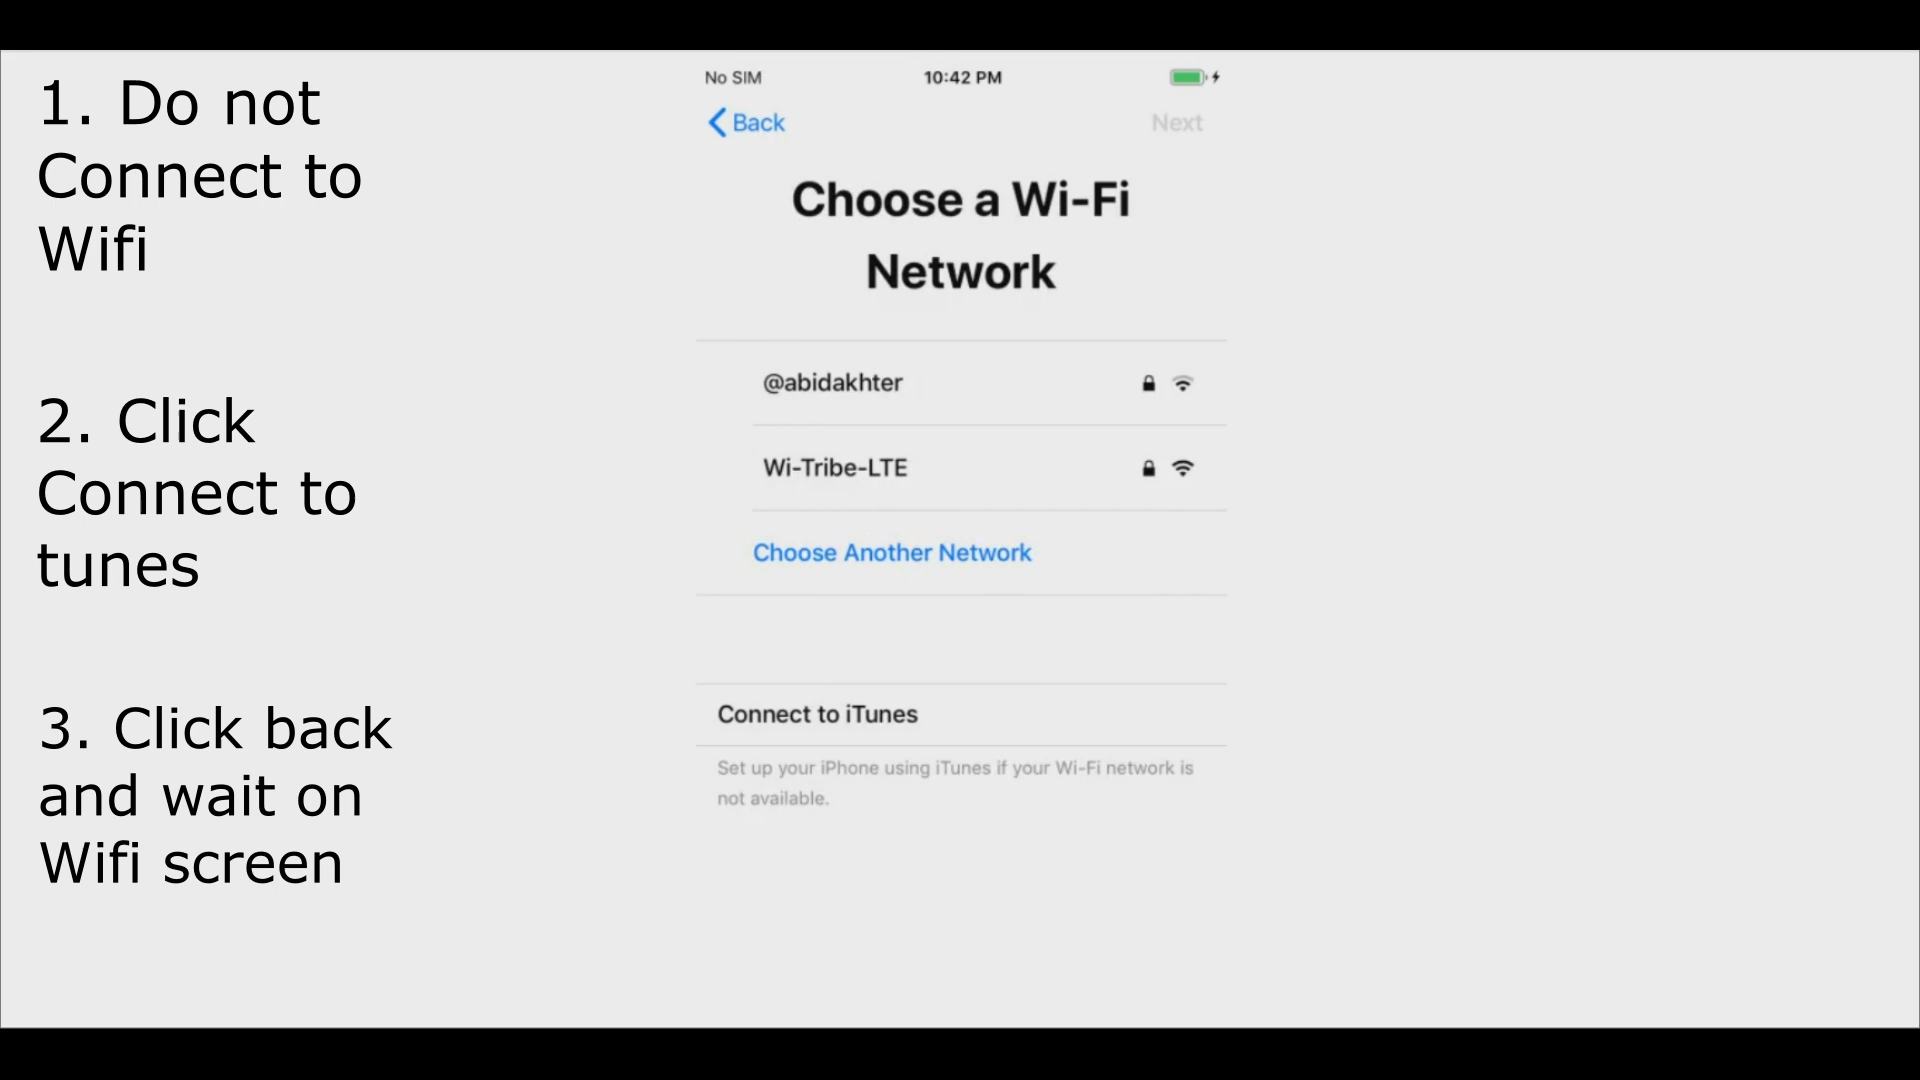 1. Do not
Connect to
Wifi
2. Click
Connect to
tunes
3. Click back
and wait on
Wifi screen
No SIM
10:42 PM
Back
Next
Choose a Wi-Fi
Network
@abidakhter
Wi-Tribe-LTE
Choose Another Network
Connect to iTunes
Set up your iPhone using iTunes if your Wi-Fi network is
not available.